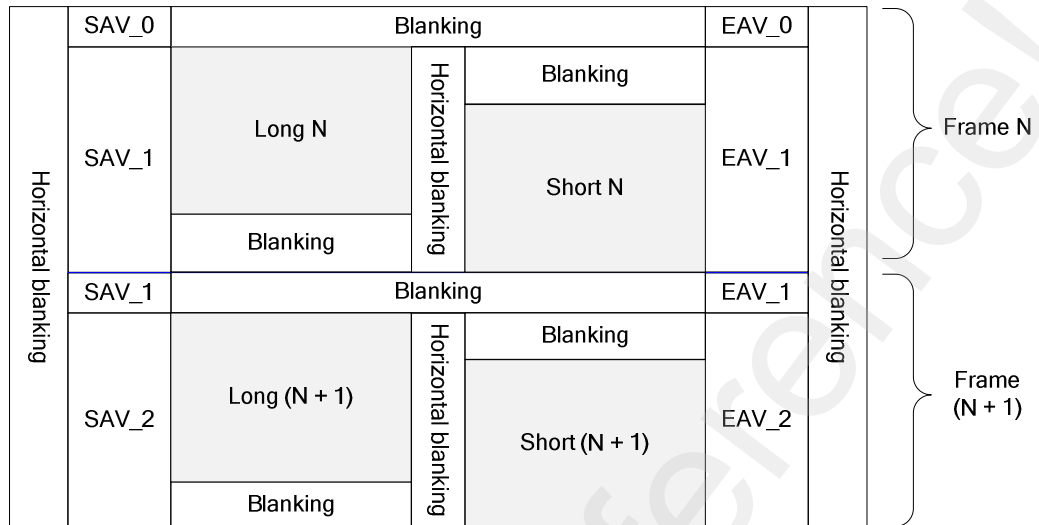 SAV_0
Blanking
EAV_0
Horizontal blanking
SAV_1
Long N
Blanking
Horizontal blanking
Blanking
Short N
EAV_1
Horizontal blanking
Frame N
SAV_1
Blanking
EAV_1
SAV_2
Long (N + 1)
Blanking
Horizontal blanking
Blanking
Short (N + 1)
EAV_2
Frame
(N + 1)